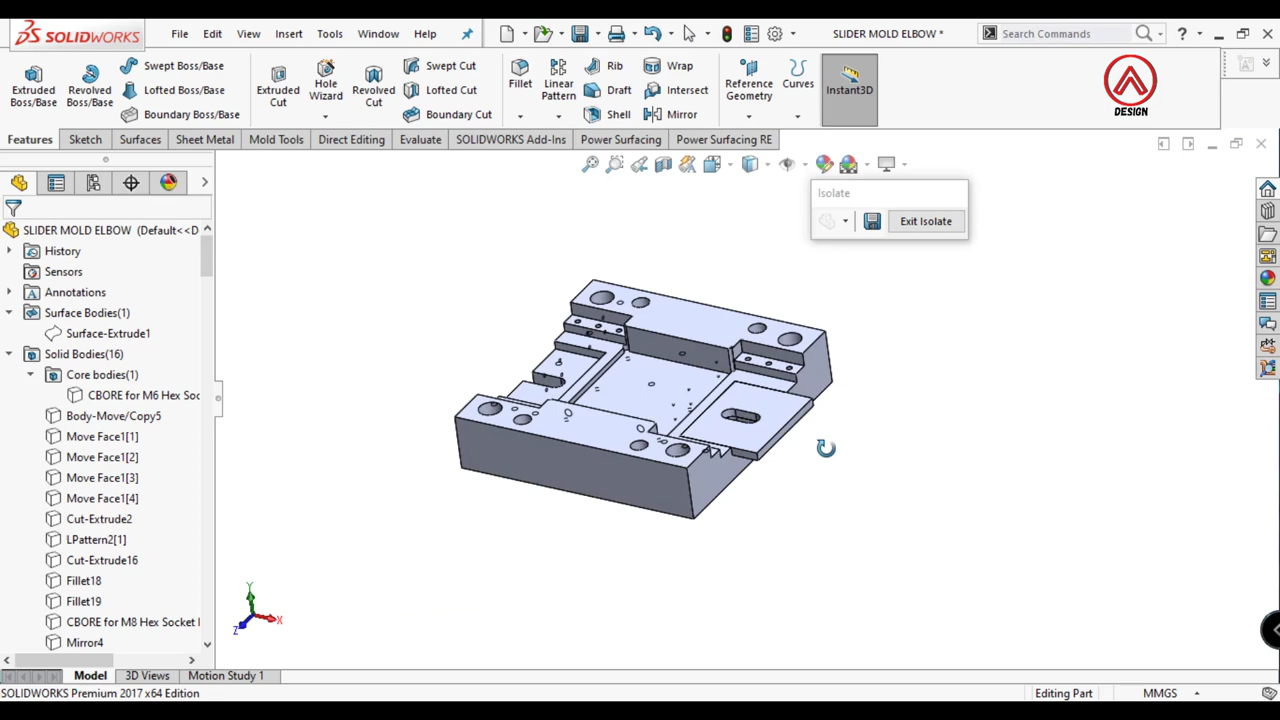 SOLIDWORKS
File Edit View Insert Tools Window Help
SLIDER MOLD ELBOW *
Search Commands
Extruded Boss/Base
Revolved Boss/Base
Swept Boss/Base
Lofted Boss/Base
Boundary Boss/Base
Extruded Cut
Hole Wizard
Revolved Cut
Swept Cut
Lofted Cut
Boundary Cut
Fillet
Linear Pattern
Rib
Draft
Shell
Wrap
Intersect
Mirror
Reference Geometry
Curves
Instant3D
DESIGN
Features Sketch Surfaces Sheet Metal Mold Tools Direct Editing Evaluate SOLIDWORKS Add-Ins Power Surfacing Power Surfacing RE
Isolate
Exit Isolate
SLIDER MOLD ELBOW (Default<<D
History
Sensors
Annotations
Surface Bodies(1)
Surface-Extrude1
Solid Bodies(16)
Core bodies(1)
CBORE for M6 Hex Soc
Body-Move/Copy5
Move Face1[1]
Move Face1[2]
Move Face1[3]
Move Face1[4]
Cut-Extrude2
LPattern2[1]
Cut-Extrude16
Fillet18
Fillet19
CBORE for M8 Hex Socket
Mirror4
Y
X
Z
Model 3D Views Motion Study 1
SOLIDWORKS Premium 2017 x64 Edition
Editing Part
MMGS